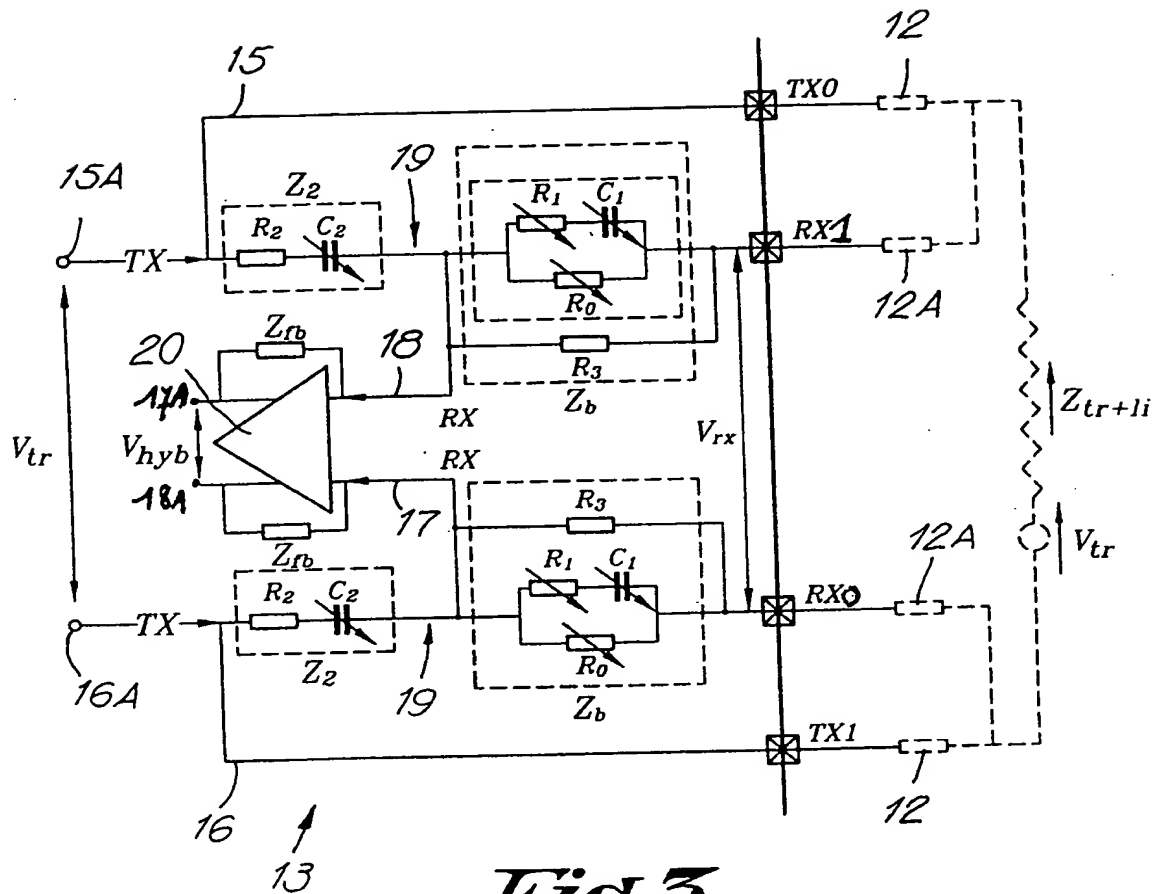 12
15
TX0
19
15A
Z2
R1
C1
R2
C2
RX1
TX
12A
R0
Zfb
20
18
R3
17A
RX
Zb
Vtr
Vhyb
Vrx
Ztr+li
RX
18A
17
R3
Zfb
12A
Vtr
R1
C1
R2
C2
RX0
TX
R0
Z2
19
Zb
16A
TX1
12
16
13
Fig.3